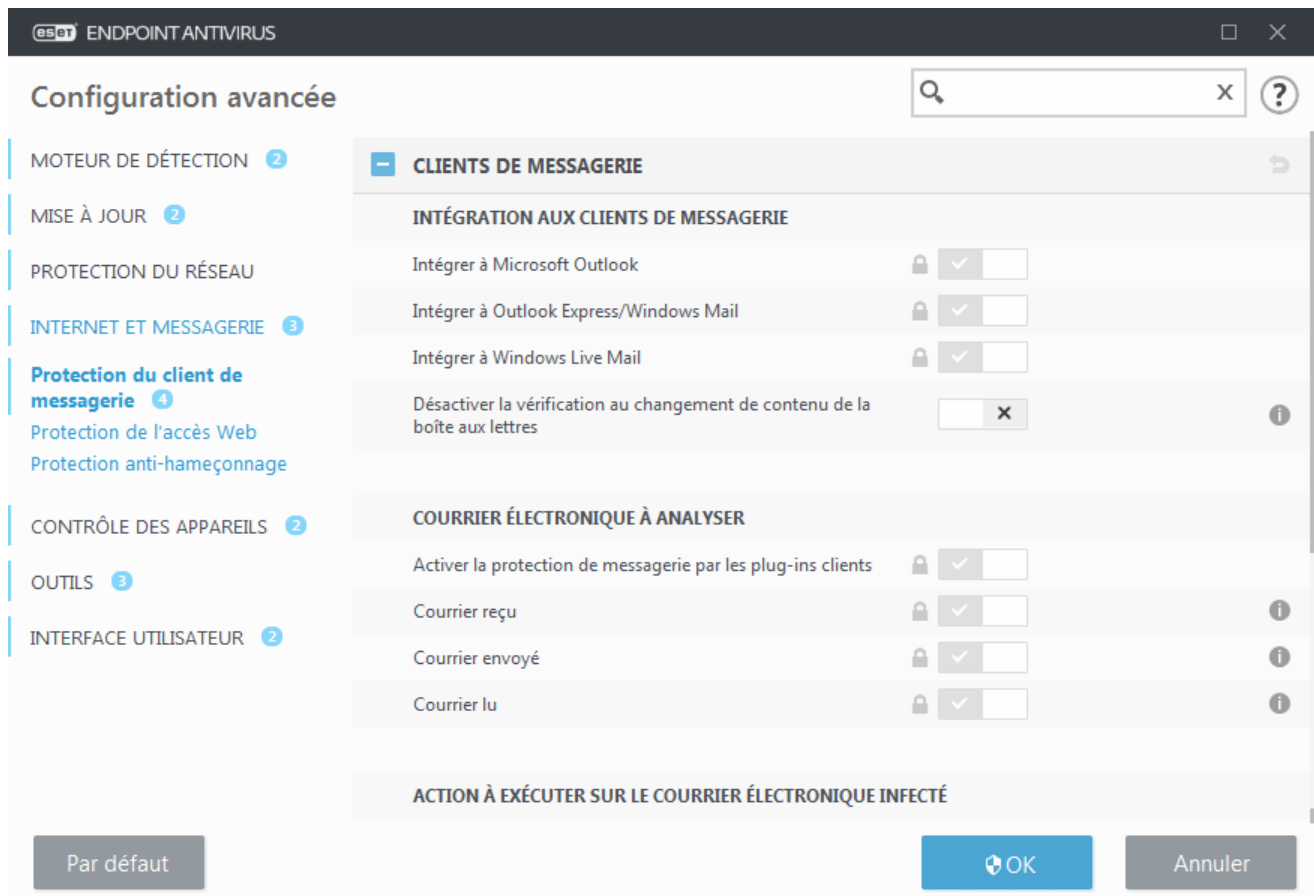 eset ENDPOINT ANTIVIRUS
Configuration avancée
MOTEUR DE DÉTECTION 2
MISE À JOUR 2
PROTECTION DU RÉSEAU
INTERNET ET MESSAGERIE 3
Protection du client de
messagerie 4
Protection de l'accès Web
Protection anti-hameçonnage
CONTRÔLE DES APPAREILS 2
OUTILS 3
INTERFACE UTILISATEUR 2
CLIENTS DE MESSAGERIE
INTÉGRATION AUX CLIENTS DE MESSAGERIE
Intégrer à Microsoft Outlook
Intégrer à Outlook Express/Windows Mail
Intégrer à Windows Live Mail
Désactiver la vérification au changement de contenu de la
boîte aux lettres
COURRIER ÉLECTRONIQUE À ANALYSER
Activer la protection de messagerie par les plug-ins clients
Courrier reçu
Courrier envoyé
Courrier lu
ACTION À EXÉCUTER SUR LE COURRIER ÉLECTRONIQUE INFECTÉ
Par défaut
OK
Annuler